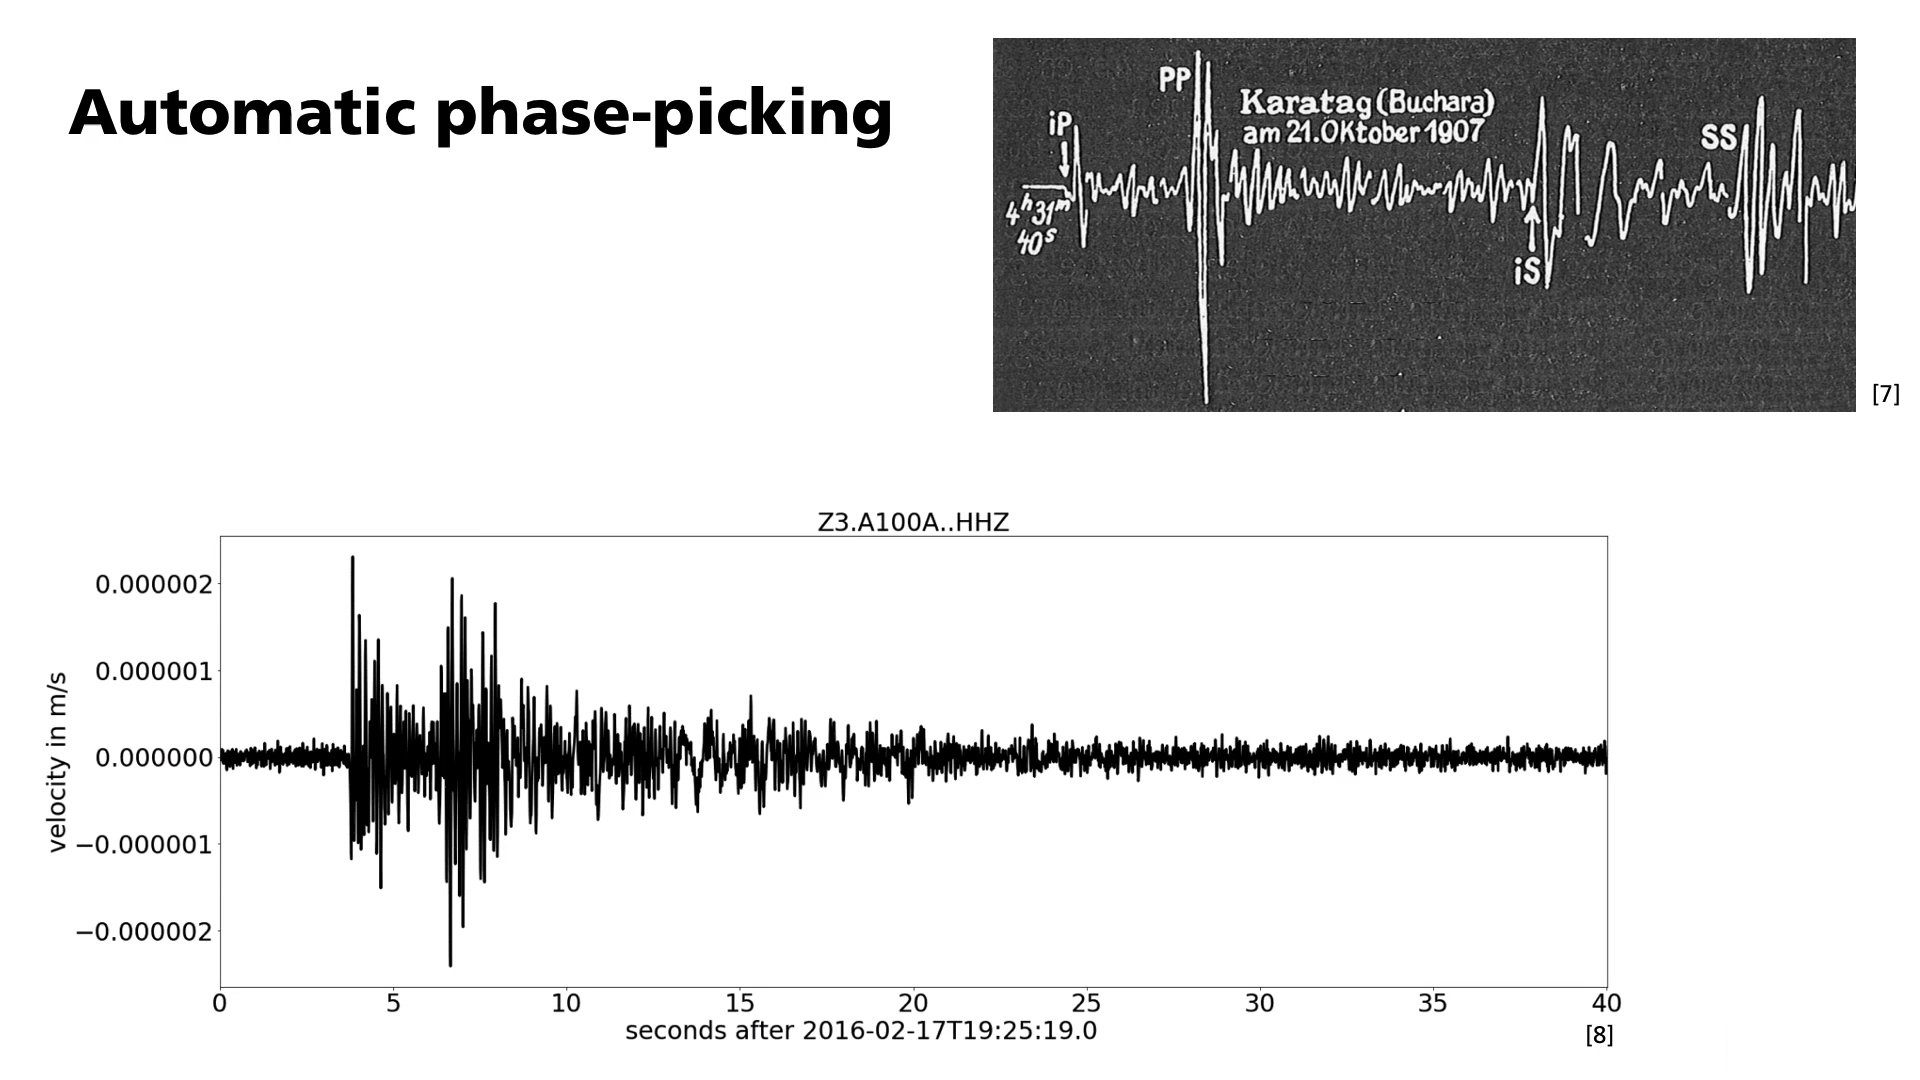 Automatic phase-picking
PP
Karatag (Buchara)
iP
am 21.Oktober 1907
SS
4ʰ31ᵐ
40ˢ
iS
[7]
Z3.A100A..HHZ
0.000002
0.000001
0.000000
−0.000001
−0.000002
velocity in m/s
0 5 10 15 20 25 30 35 40
seconds after 2016-02-17T19:25:19.0
[8]